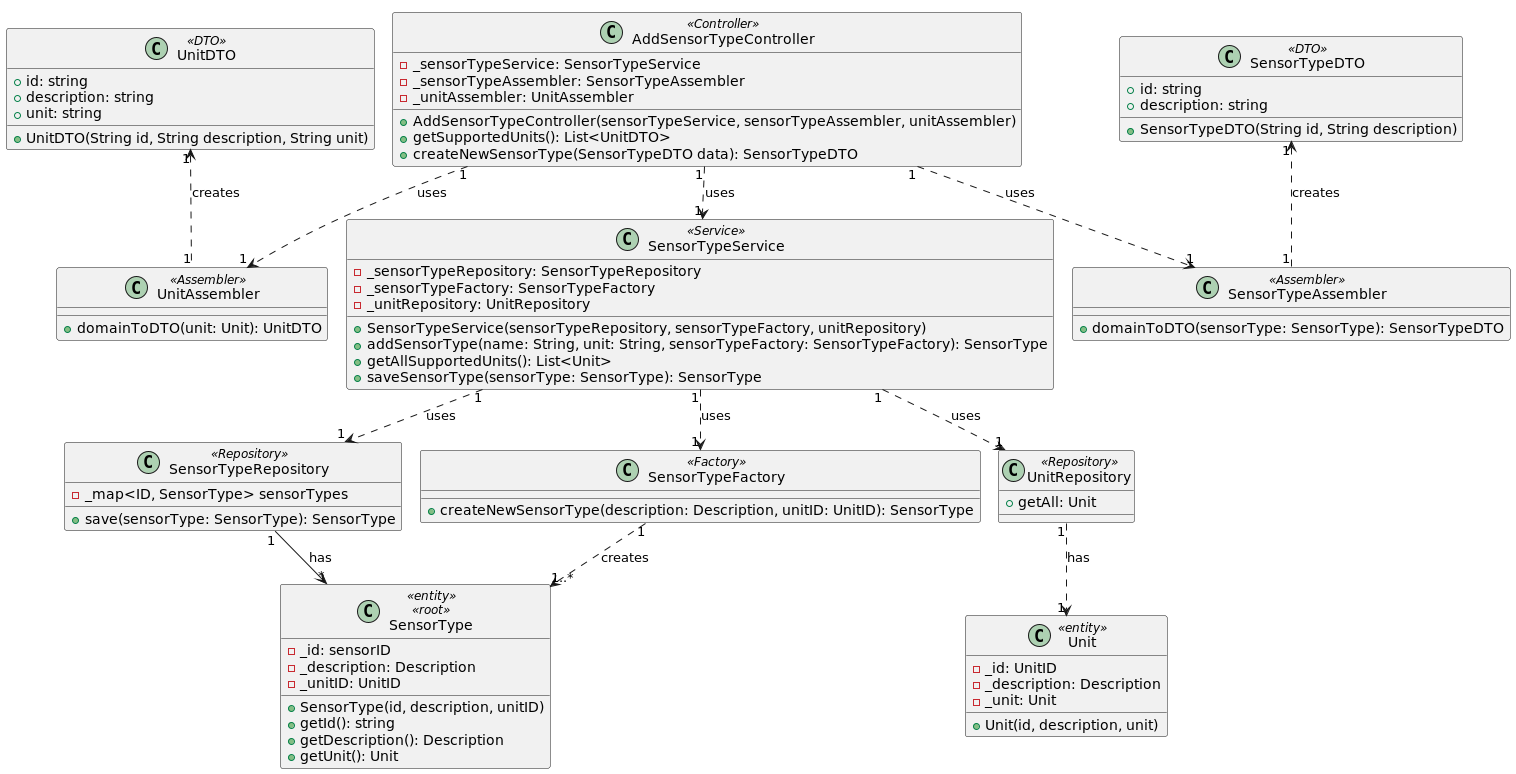 «DTO»
UnitDTO
id: string
description: string
unit: string
UnitDTO(String id, String description, String unit)
«Controller»
AddSensorTypeController
_sensorTypeService: SensorTypeService
_sensorTypeAssembler: SensorTypeAssembler
_unitAssembler: UnitAssembler
AddSensorTypeController(sensorTypeService, sensorTypeAssembler, unitAssembler)
getSupportedUnits(): List<UnitDTO>
createNewSensorType(SensorTypeDTO data): SensorTypeDTO
«DTO»
SensorTypeDTO
id: string
description: string
SensorTypeDTO(String id, String description)
1
creates
1
1
uses
1
1
uses
1
1
uses
1
1
creates
1
«Assembler»
UnitAssembler
domainToDTO(unit: Unit): UnitDTO
«Service»
SensorTypeService
_sensorTypeRepository: SensorTypeRepository
_sensorTypeFactory: SensorTypeFactory
_unitRepository: UnitRepository
SensorTypeService(sensorTypeRepository, sensorTypeFactory, unitRepository)
addSensorType(name: String, unit: String, sensorTypeFactory: SensorTypeFactory): SensorType
getAllSupportedUnits(): List<Unit>
saveSensorType(sensorType: SensorType): SensorType
«Assembler»
SensorTypeAssembler
domainToDTO(sensorType: SensorType): SensorTypeDTO
1
uses
1
1
uses
1
1
uses
1
«Repository»
SensorTypeRepository
_map<ID, SensorType> sensorTypes
save(sensorType: SensorType): SensorType
«Factory»
SensorTypeFactory
createNewSensorType(description: Description, unitID: UnitID): SensorType
«Repository»
UnitRepository
getAll: Unit
1
has
*
1
creates
1..*
1
has
1
«entity»
«root»
SensorType
_id: sensorID
_description: Description
_unitID: UnitID
SensorType(id, description, unitID)
getId(): string
getDescription(): Description
getUnit(): Unit
«entity»
Unit
_id: UnitID
_description: Description
_unit: Unit
Unit(id, description, unit)